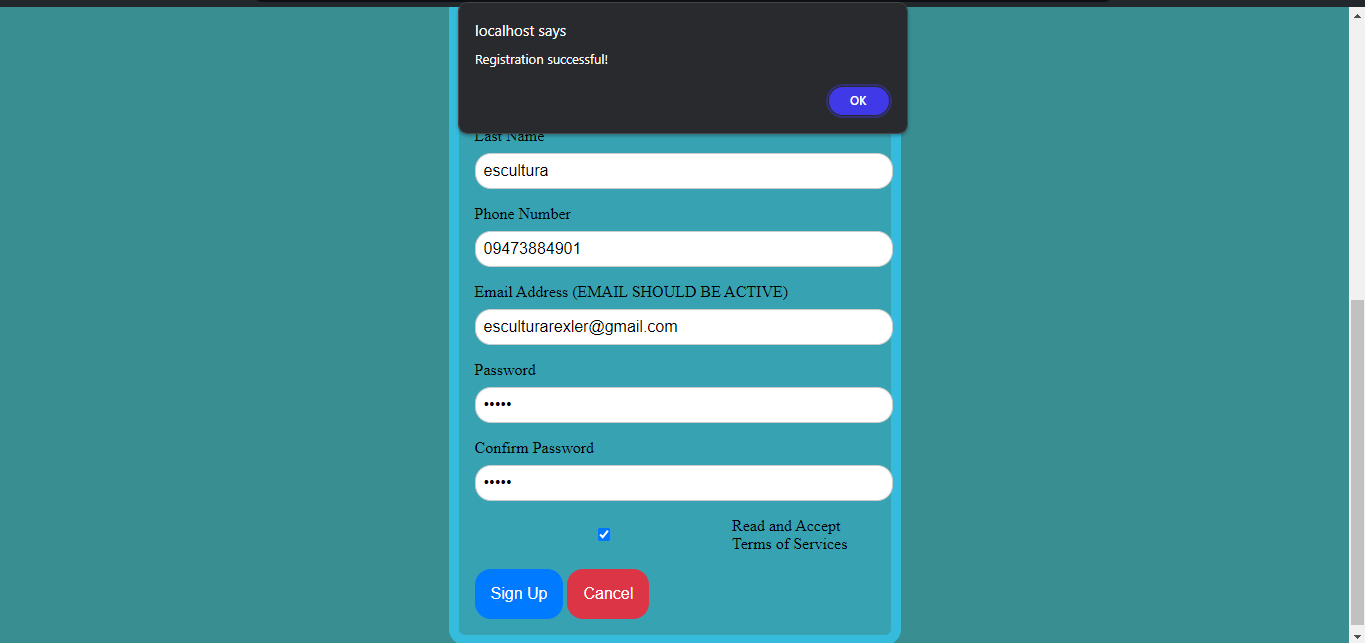 localhost says
Registration successful!
OK
Last Name
escultura
Phone Number
09473884901
Email Address (EMAIL SHOULD BE ACTIVE)
esculturarexler@gmail.com
Password
•••••
Confirm Password
•••••
Read and Accept
Terms of Services
Sign Up
Cancel